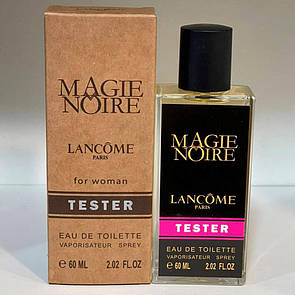 MAGIE
NOIRE
LANCÔME
PARIS
for woman
TESTER
EAU DE TOILETTE
VAPORISATEUR SPREY
℮ 60 ML 2.02 FL.OZ
MAGIE
NOIRE
LANCÔME
PARIS
TESTER
EAU DE TOILETTE
VAPORISATEUR SPREY
℮ 60 ML 2.02 FL.OZ